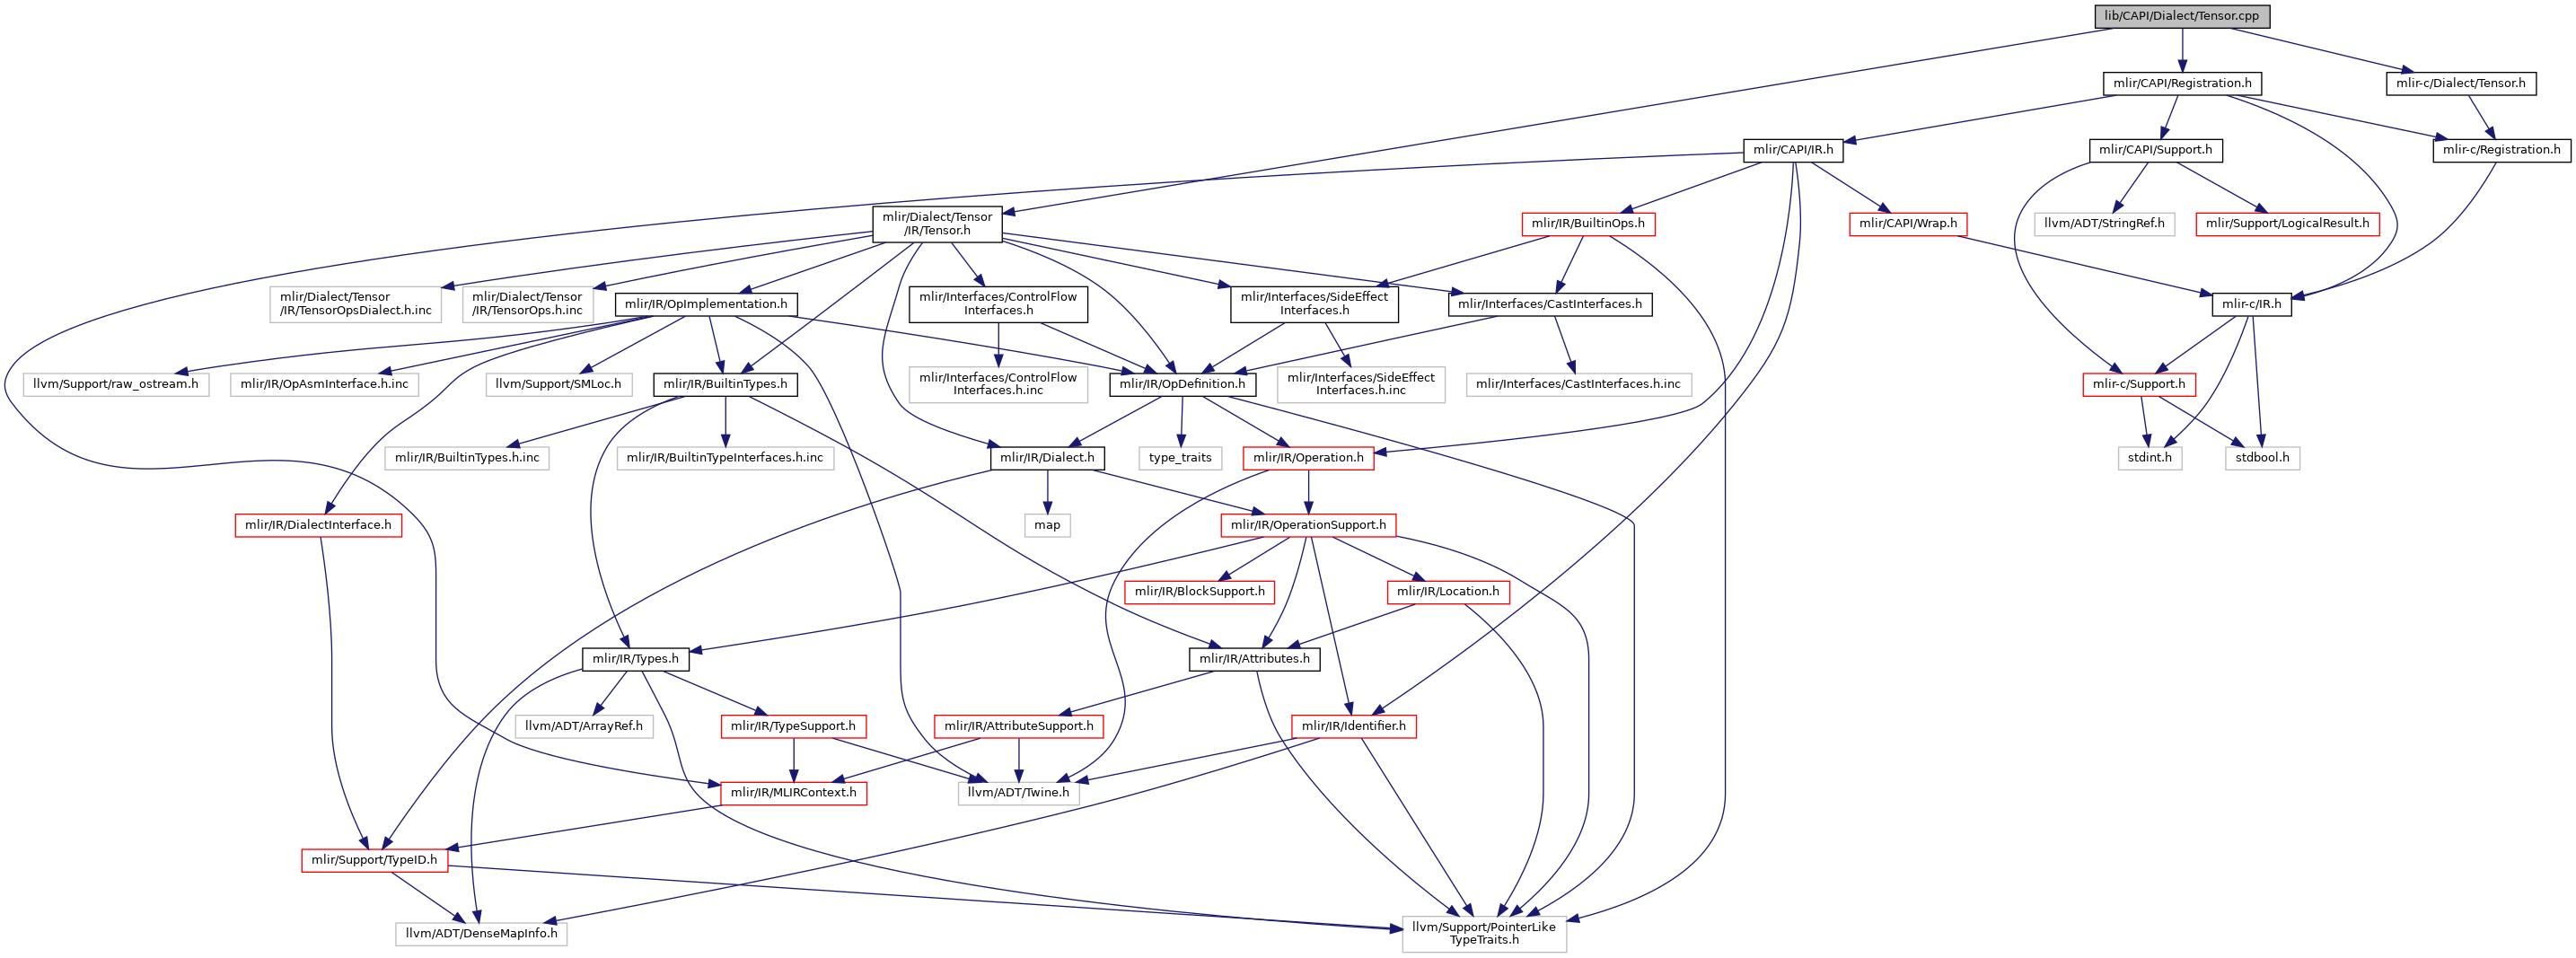 lib/CAPI/Dialect/Tensor.cpp
mlir/CAPI/Registration.h
mlir-c/Dialect/Tensor.h
mlir/CAPI/IR.h
mlir/CAPI/Support.h
mlir-c/Registration.h
mlir/Dialect/Tensor
/IR/Tensor.h
mlir/IR/BuiltinOps.h
mlir/CAPI/Wrap.h
llvm/ADT/StringRef.h
mlir/Support/LogicalResult.h
mlir/Dialect/Tensor
/IR/TensorOpsDialect.h.inc
mlir/Dialect/Tensor
/IR/TensorOps.h.inc
mlir/IR/OpImplementation.h
mlir/Interfaces/ControlFlow
Interfaces.h
mlir/Interfaces/SideEffect
Interfaces.h
mlir/Interfaces/CastInterfaces.h
mlir-c/IR.h
llvm/Support/raw_ostream.h
mlir/IR/OpAsmInterface.h.inc
llvm/Support/SMLoc.h
mlir/IR/BuiltinTypes.h
mlir/Interfaces/ControlFlow
Interfaces.h.inc
mlir/IR/OpDefinition.h
mlir/Interfaces/SideEffect
Interfaces.h.inc
mlir/Interfaces/CastInterfaces.h.inc
mlir-c/Support.h
mlir/IR/BuiltinTypes.h.inc
mlir/IR/BuiltinTypeInterfaces.h.inc
mlir/IR/Dialect.h
type_traits
mlir/IR/Operation.h
stdint.h
stdbool.h
mlir/IR/DialectInterface.h
map
mlir/IR/OperationSupport.h
mlir/IR/BlockSupport.h
mlir/IR/Location.h
mlir/IR/Types.h
mlir/IR/Attributes.h
llvm/ADT/ArrayRef.h
mlir/IR/TypeSupport.h
mlir/IR/AttributeSupport.h
mlir/IR/Identifier.h
mlir/IR/MLIRContext.h
llvm/ADT/Twine.h
mlir/Support/TypeID.h
llvm/ADT/DenseMapInfo.h
llvm/Support/PointerLike
TypeTraits.h